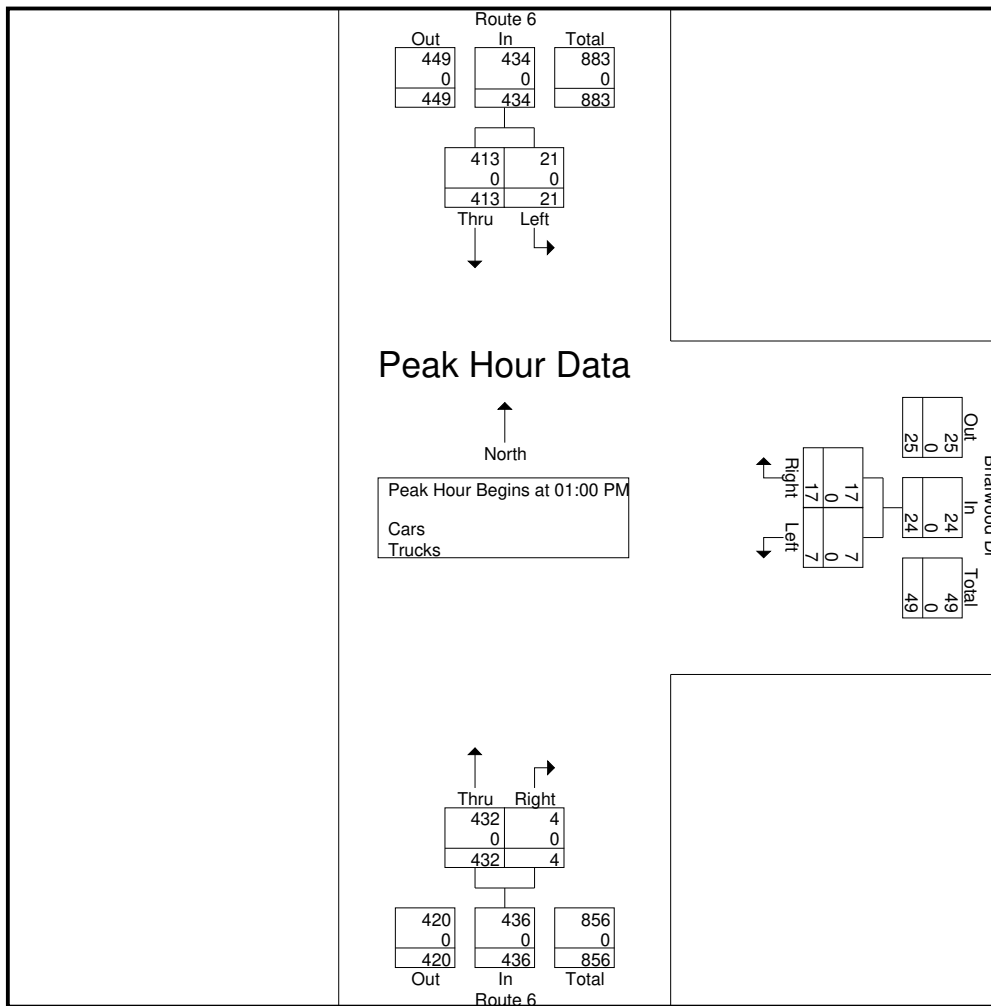 Route 6
Out In Total
449 434 883
0 0 0
449 434 883
413 21
0 0
413 21
Thru Left
Peak Hour Data
North
Peak Hour Begins at 01:00 PM
Cars
Trucks
Out In Total
25 24 49
0 0 0
25 24 49
Right Left
17 7
0 0
17 7
Thru Right
432 4
0 0
432 4
420 436 856
0 0 0
420 436 856
Out In Total
Route 6